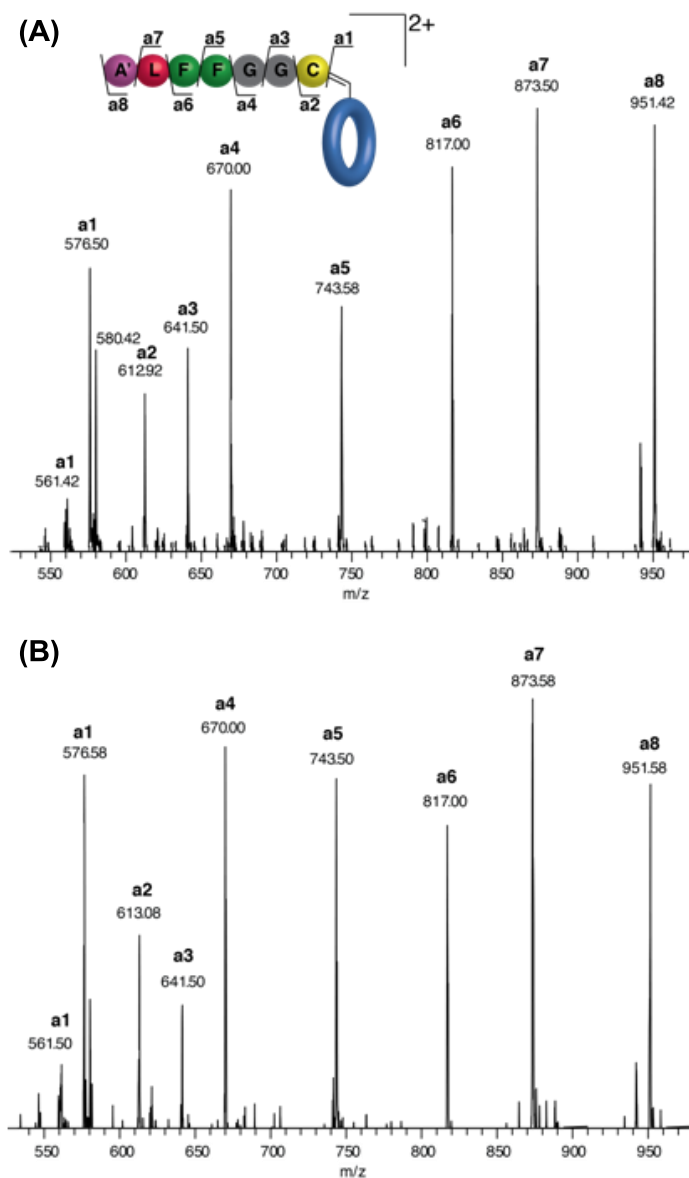 (A)
a7 a5 a3 a1
2+
A' L F F G G C
a8 a6 a4 a2
a8
951.42
a7
873.50
a6
817.00
a4
670.00
a1
576.50
a5
743.58
a3
641.50
580.42
a2
612.92
a1
561.42
550 600 650 700 750 800 850 900 950
m/z
(B)
a7
873.58
a4
670.00
a1
576.58
a5
743.50
a8
951.58
a6
817.00
a2
613.08
a3
641.50
a1
561.50
550 600 650 700 750 800 850 900 950
m/z